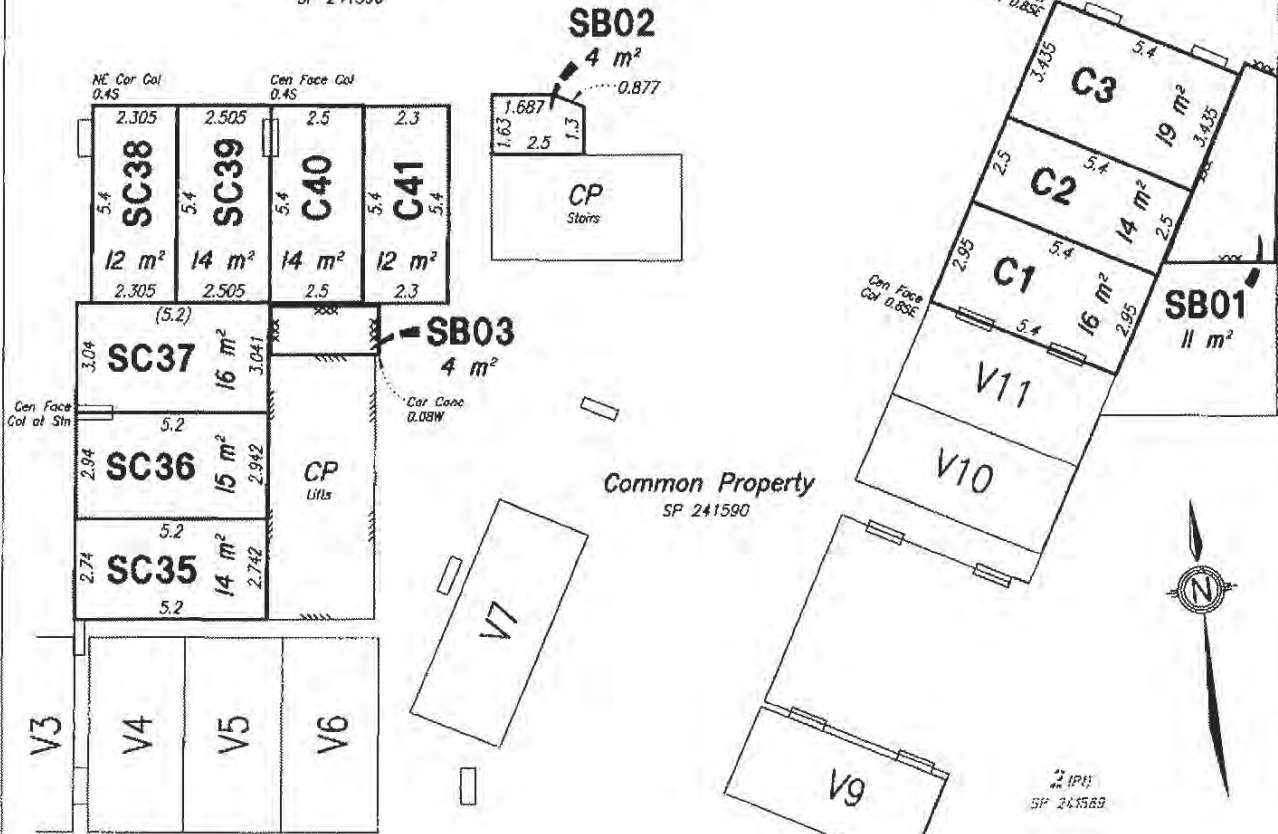 SP 241590
SB02
4 m²
0.877
1.687
1.63
2.5
1.3
CP
Stairs
NE Cor Col
0.4S
Cen Face Col
0.4S
2.305
2.505
2.5
2.3
5.4
SC38
5.4
SC39
5.4
C40
5.4
C41
5.4
12 m²
14 m²
14 m²
12 m²
2.305
2.505
2.5
2.3
(5.2)
3.04
SC37
16 m²
3.041
SB03
4 m²
Cor Conc
0.08W
Cen Face
Col at Stn
5.2
2.94
SC36
15 m²
2.942
CP
Lifts
5.2
2.74
SC35
14 m²
2.742
5.2
V3
V4
V5
V6
V7
Common Property
SP 241590
0.8SE
5.4
3.435
C3
19 m²
3.435
5.4
2.5
C2
14 m²
2.5
5.4
2.95
C1
16 m²
2.95
5.4
Cen Face
Col 0.8SE
SB01
11 m²
V11
V10
V9
N
SP 241589